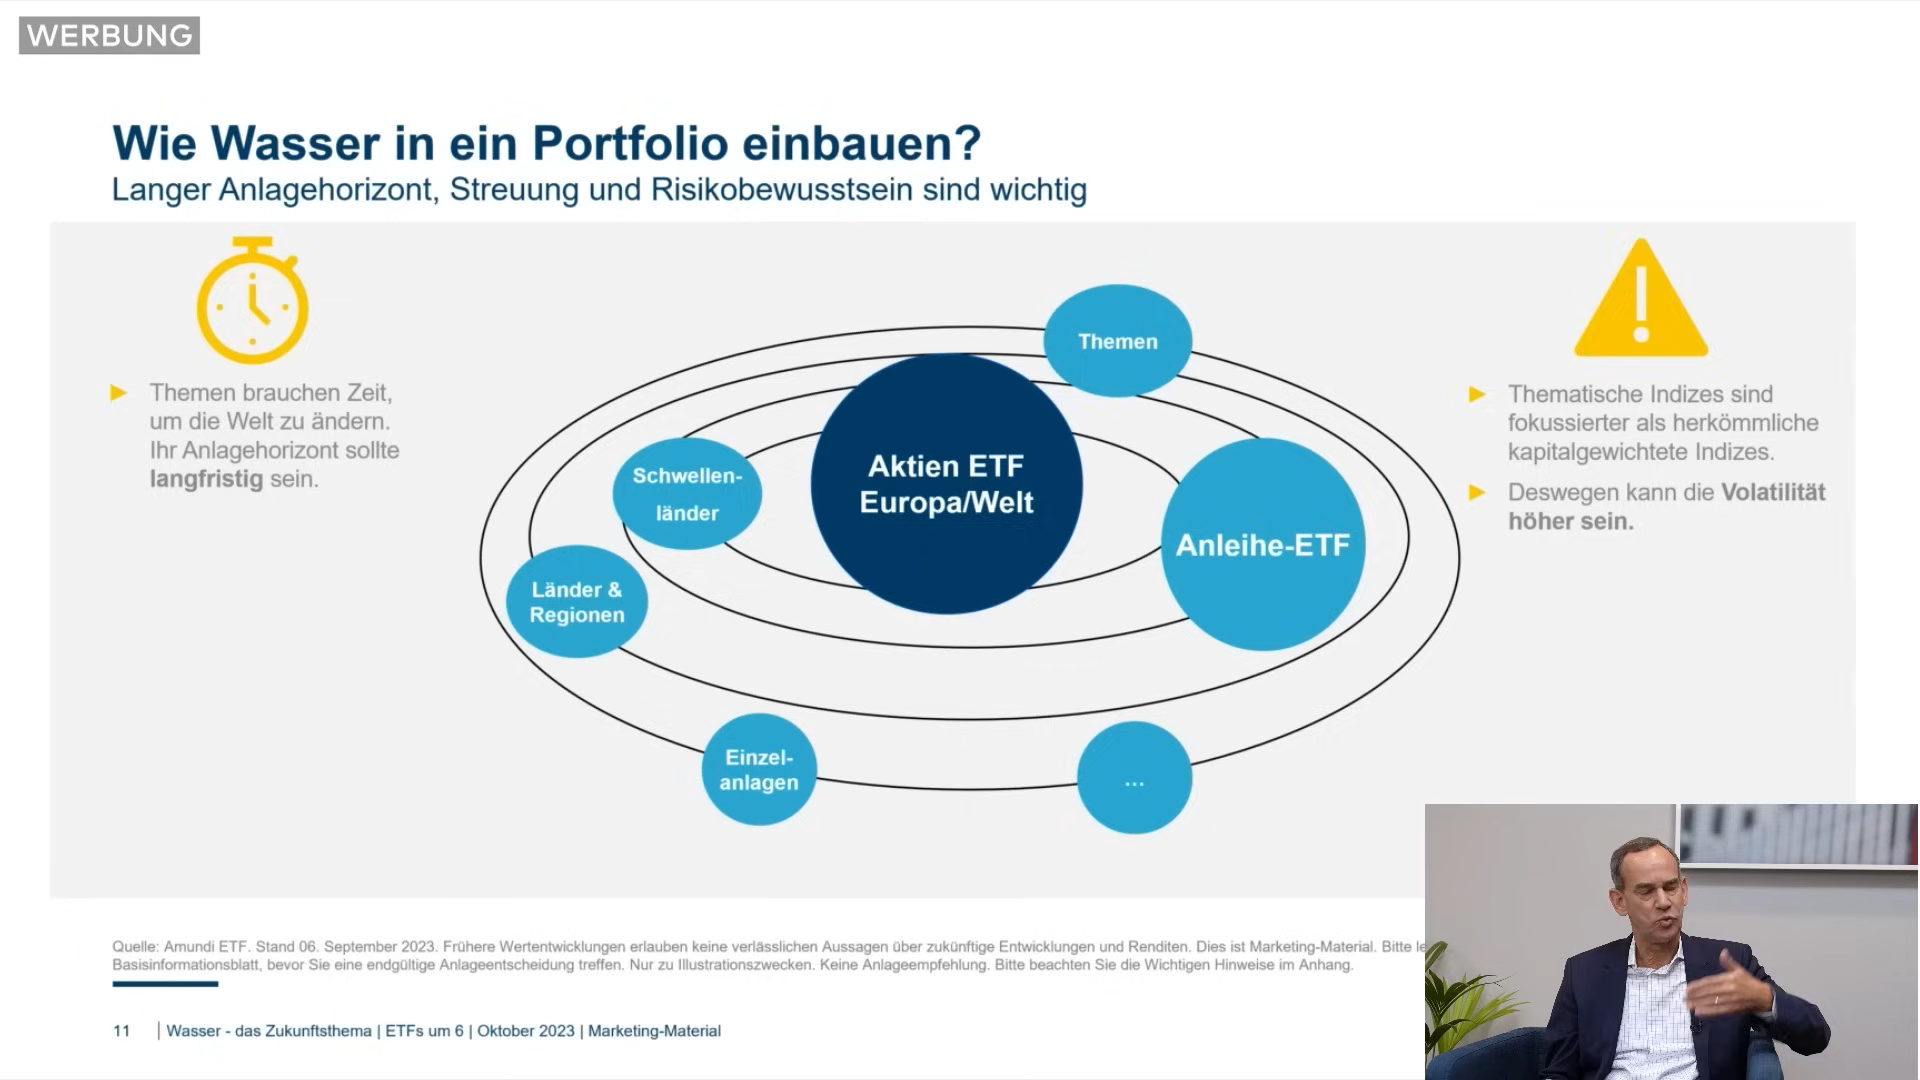 WERBUNG
Wie Wasser in ein Portfolio einbauen?
Langer Anlagehorizont, Streuung und Risikobewusstsein sind wichtig
Themen brauchen Zeit,
um die Welt zu ändern.
Ihr Anlagehorizont sollte
langfristig sein.
Themen
Aktien ETF
Europa/Welt
Schwellen-
länder
Anleihe-ETF
Länder &
Regionen
Einzel-
anlagen
...
Thematische Indizes sind
fokussierter als herkömmliche
kapitalgewichtete Indizes.
Deswegen kann die Volatilität
höher sein.
Quelle: Amundi ETF. Stand 06. September 2023. Frühere Wertentwicklungen erlauben keine verlässlichen Aussagen über zukünftige Entwicklungen und Renditen. Dies ist Marketing-Material. Bitte
Basisinformationsblatt, bevor Sie eine endgültige Anlageentscheidung treffen. Nur zu Illustrationszwecken. Keine Anlageempfehlung. Bitte beachten Sie die Wichtigen Hinweise im Anhang.
11 | Wasser - das Zukunftsthema | ETFs um 6 | Oktober 2023 | Marketing-Material